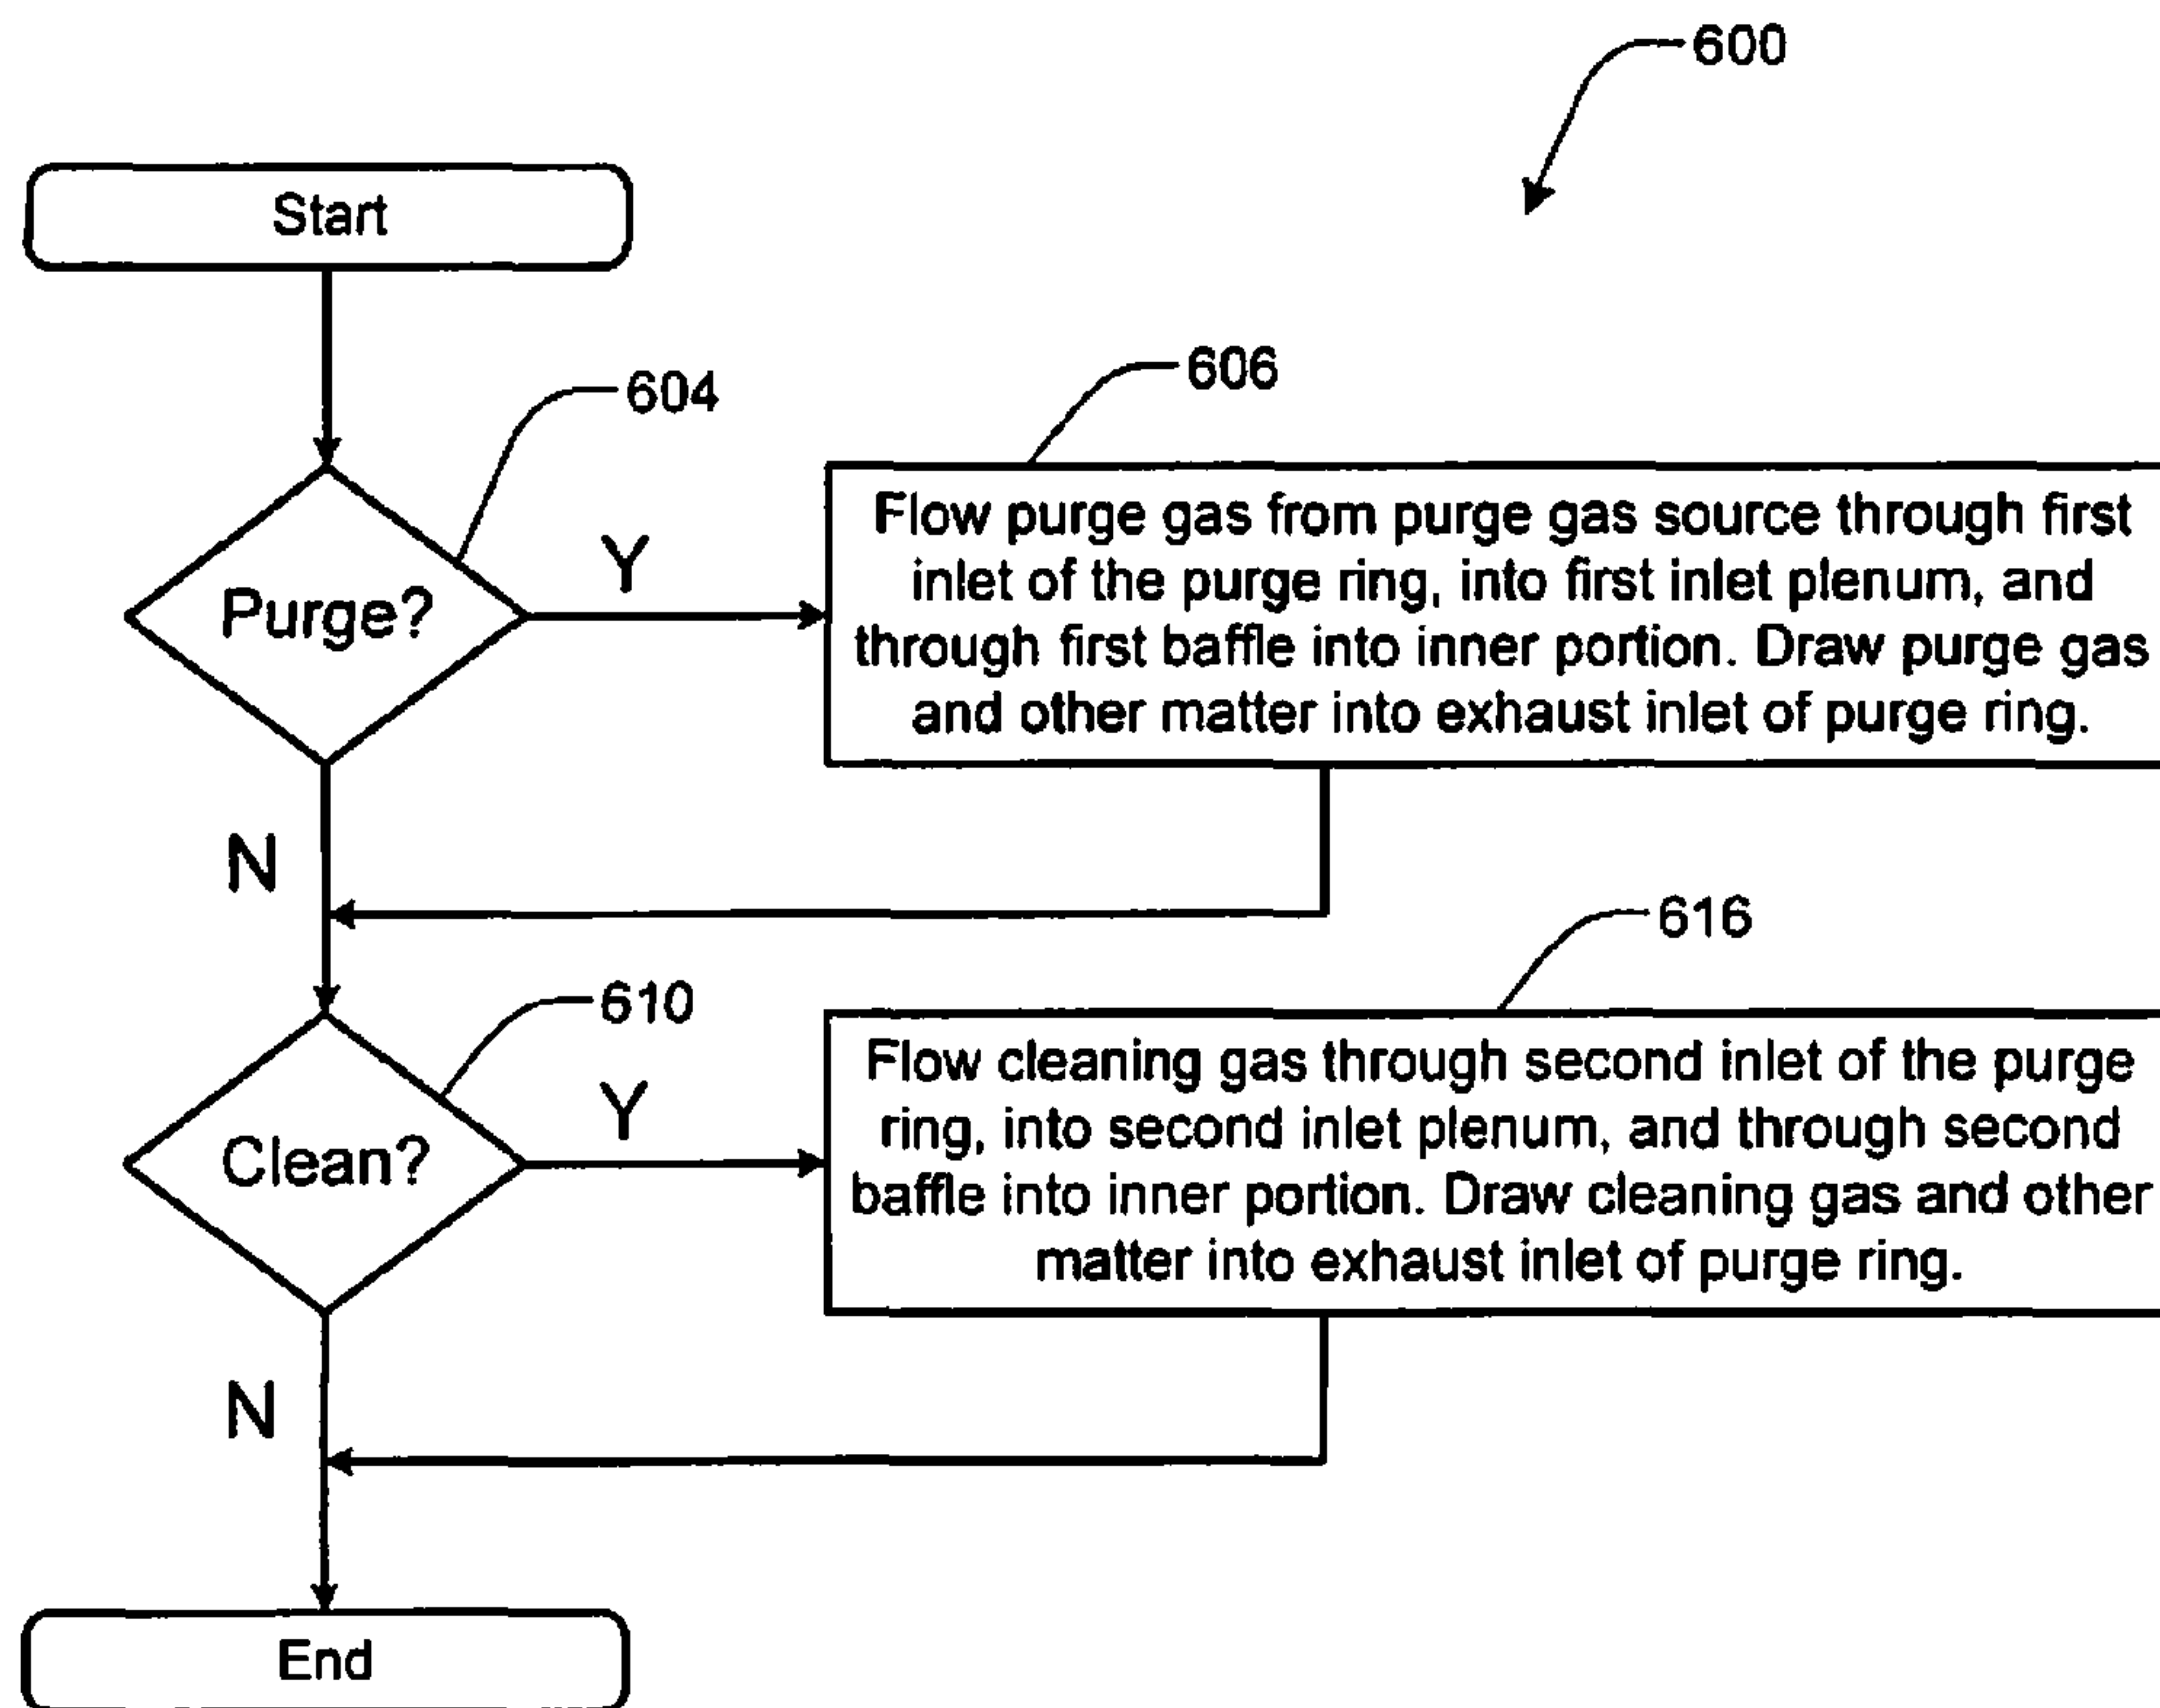 600
Start
604
606
Purge?
Y
Flow purge gas from purge gas source through first
inlet of the purge ring, into first inlet plenum, and
through first baffle into inner portion. Draw purge gas
and other matter into exhaust inlet of purge ring.
N
616
610
Clean?
Y
Flow cleaning gas through second inlet of the purge
ring, into second inlet plenum, and through second
baffle into inner portion. Draw cleaning gas and other
matter into exhaust inlet of purge ring.
N
End